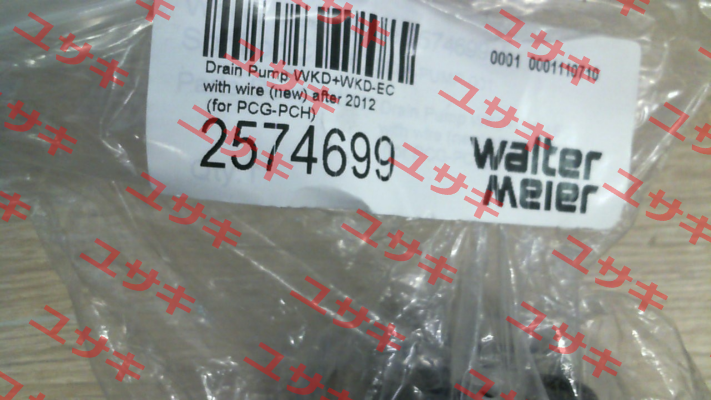 0001 0001119710
Drain Pump WKD+WKD-EC
with wire (new) after 2012
(for PCG-PCH)
2574699
walter
meier
ユサキ